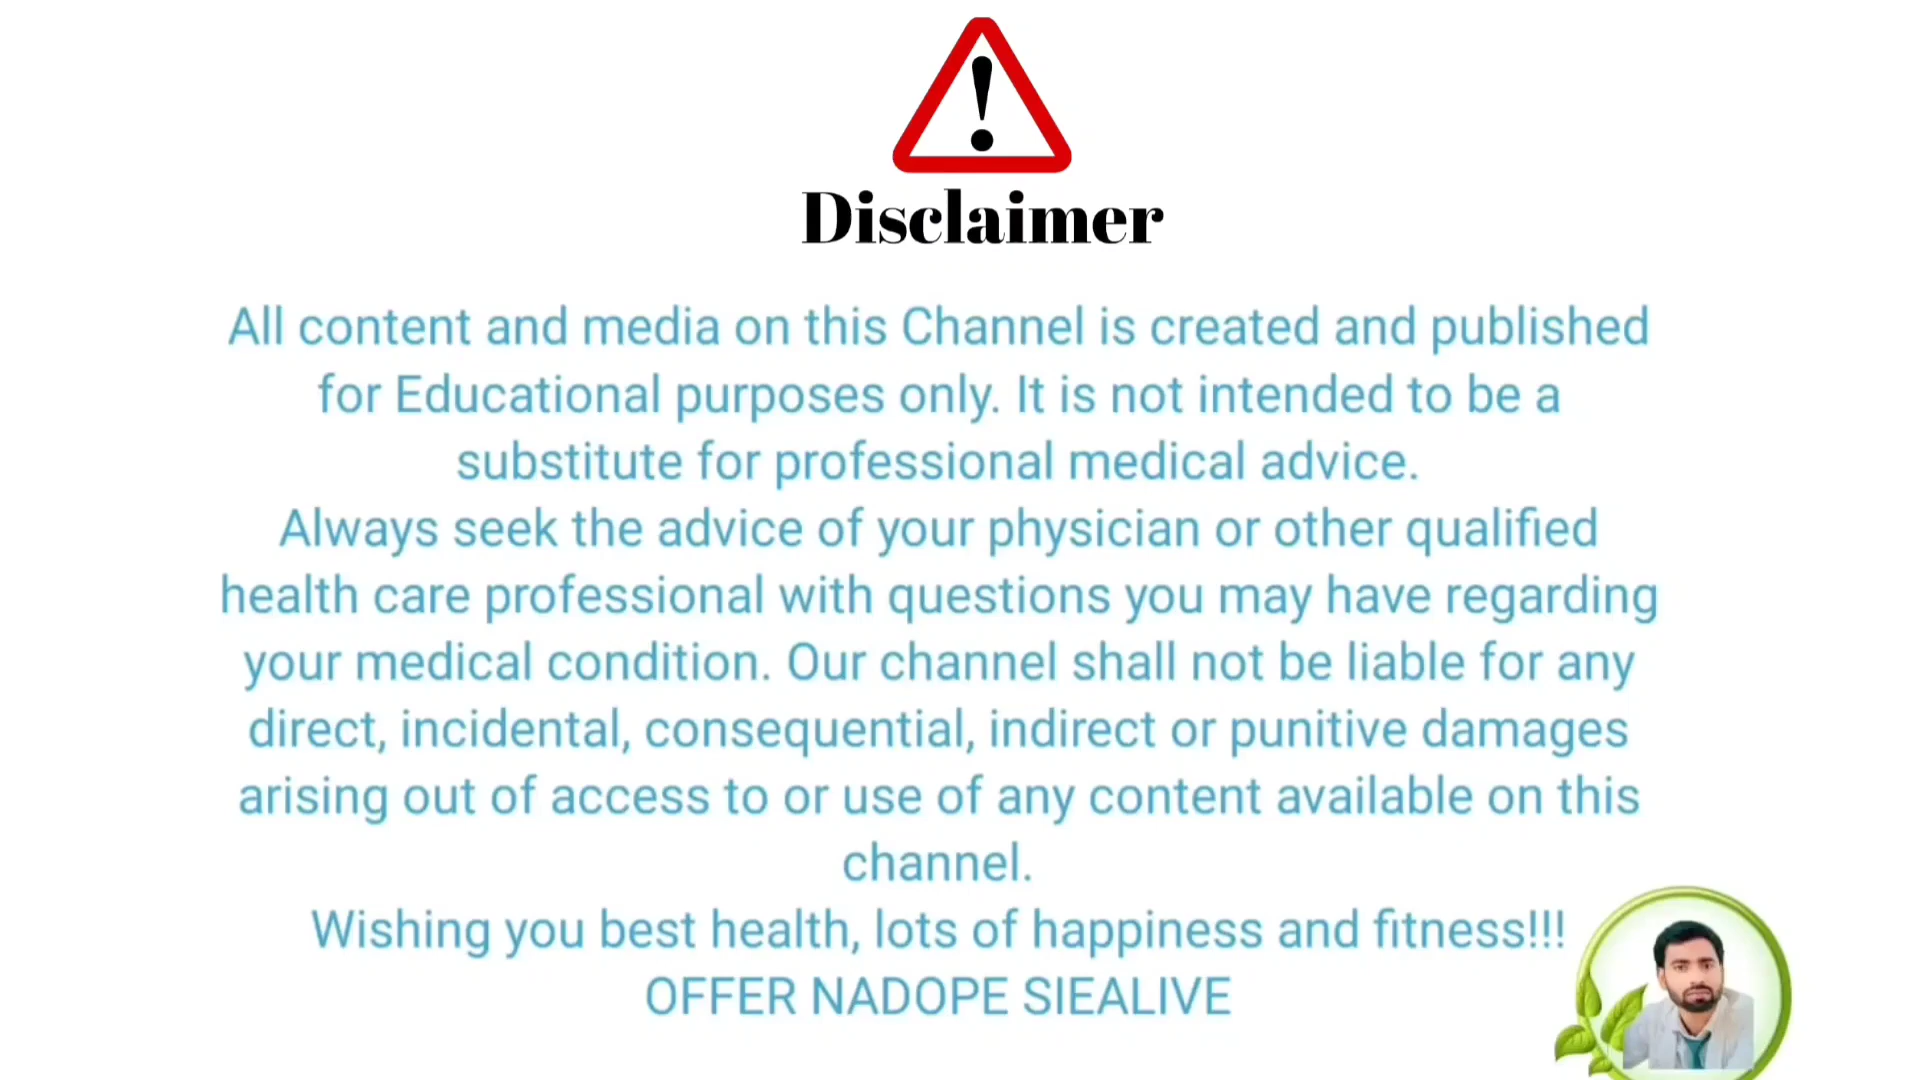 Disclaimer
All content and media on this Channel is created and published
for Educational purposes only. It is not intended to be a
substitute for professional medical advice.
Always seek the advice of your physician or other qualified
health care professional with questions you may have regarding
your medical condition. Our channel shall not be liable for any
direct, incidental, consequential, indirect or punitive damages
arising out of access to or use of any content available on this
channel.
Wishing you best health, lots of happiness and fitness!!!
OFFER NADOPE SIEALIVE